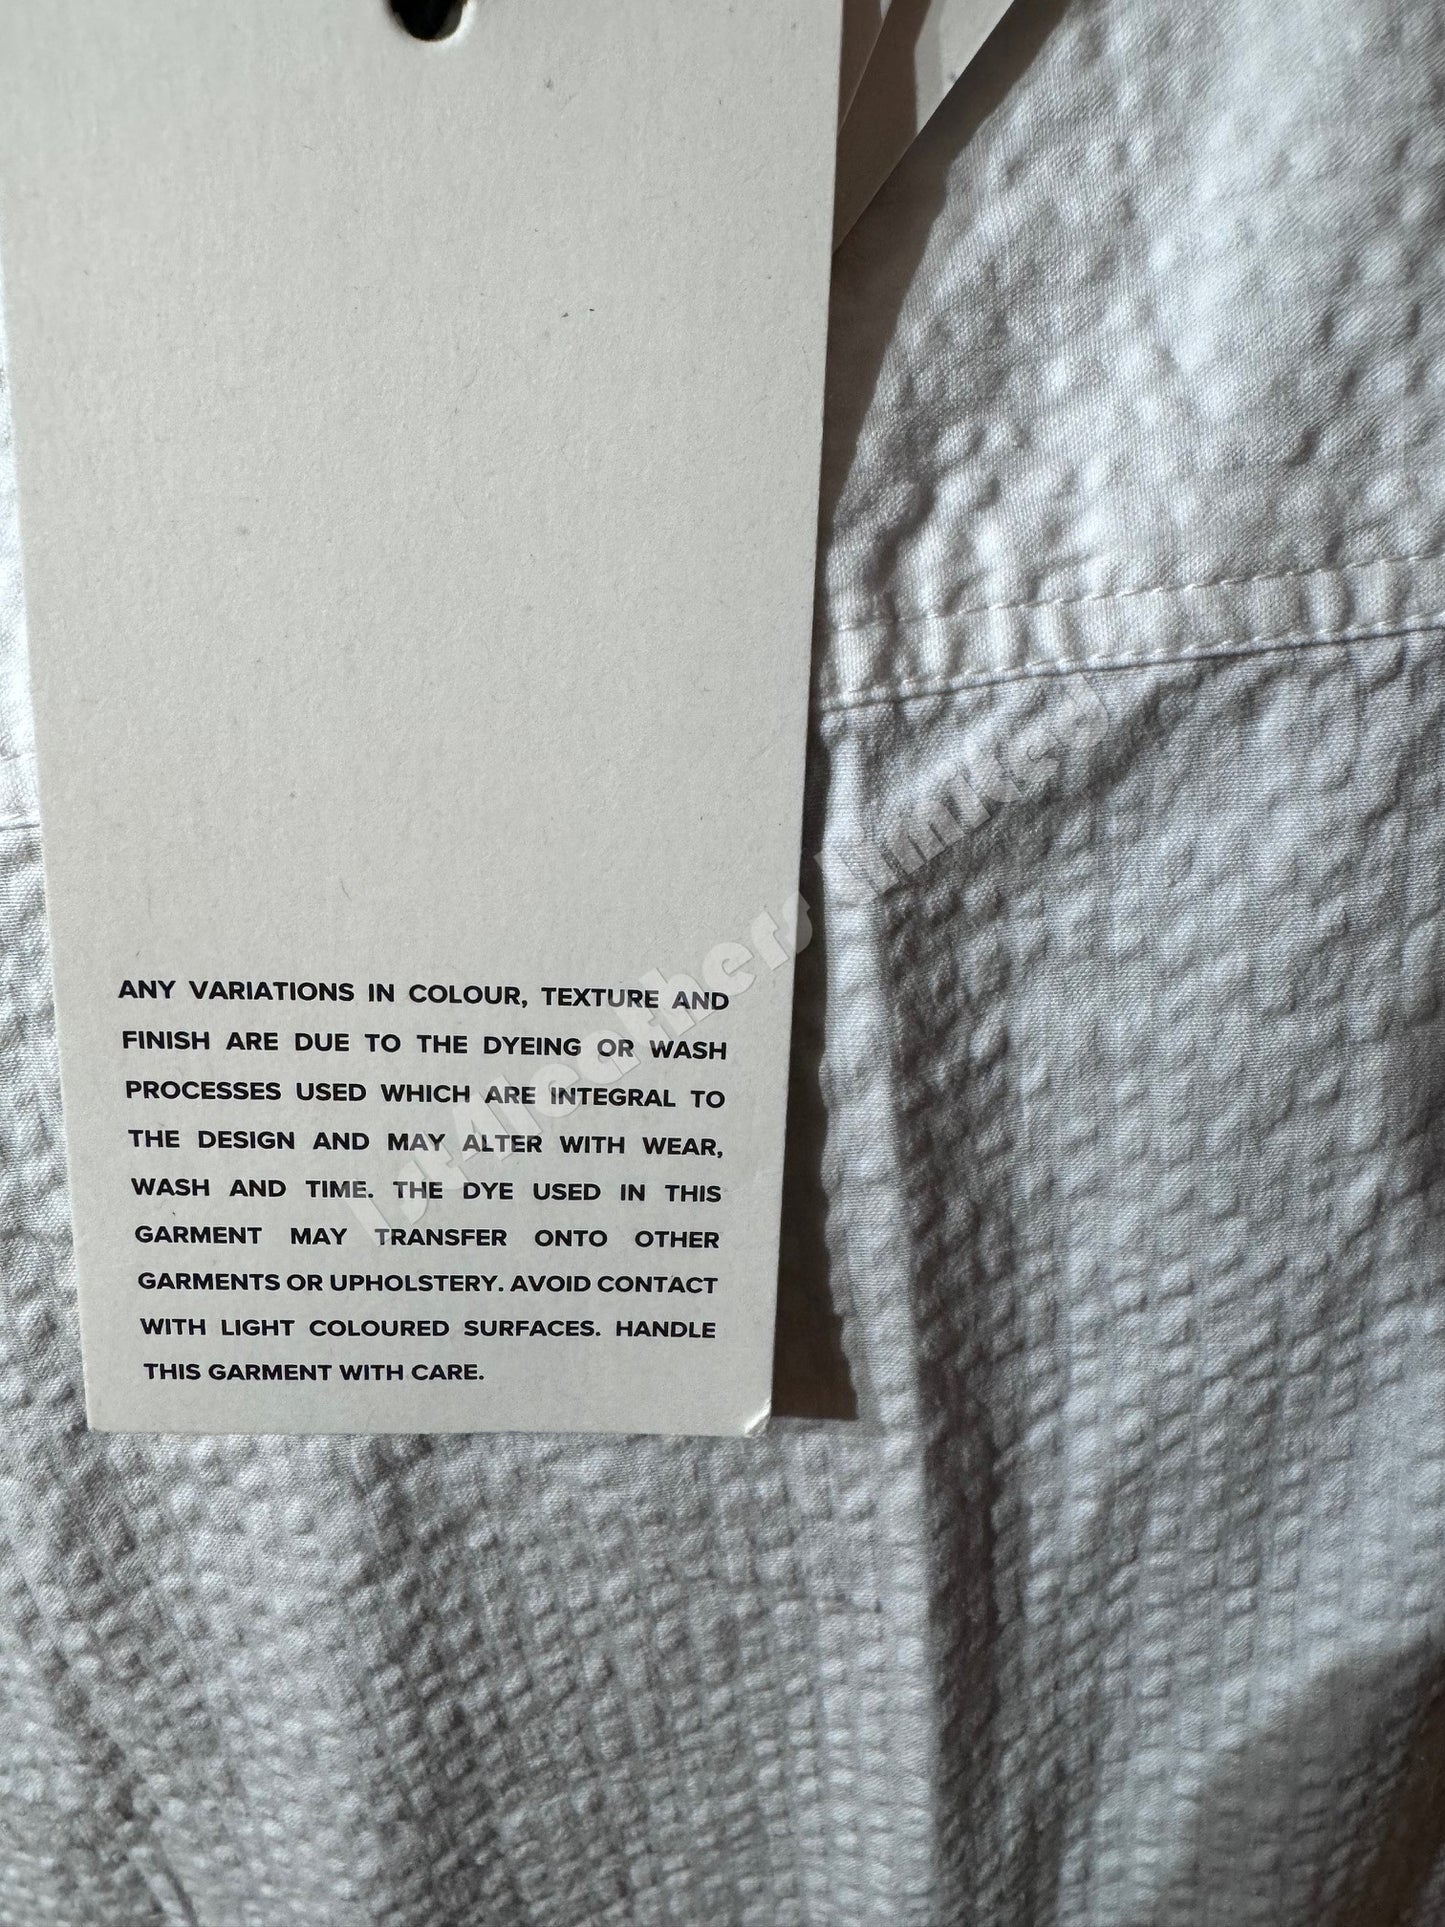 ANY VARIATIONS IN COLOUR, TEXTURE AND
FINISH ARE DUE TO THE DYEING OR WASH
PROCESSES USED WHICH ARE INTEGRAL TO
THE DESIGN AND MAY ALTER WITH WEAR,
WASH AND TIME. THE DYE USED IN THIS
GARMENT MAY TRANSFER ONTO OTHER
GARMENTS OR UPHOLSTERY. AVOID CONTACT
WITH LIGHT COLOURED SURFACES. HANDLE
THIS GARMENT WITH CARE.
1st4leathers Linked